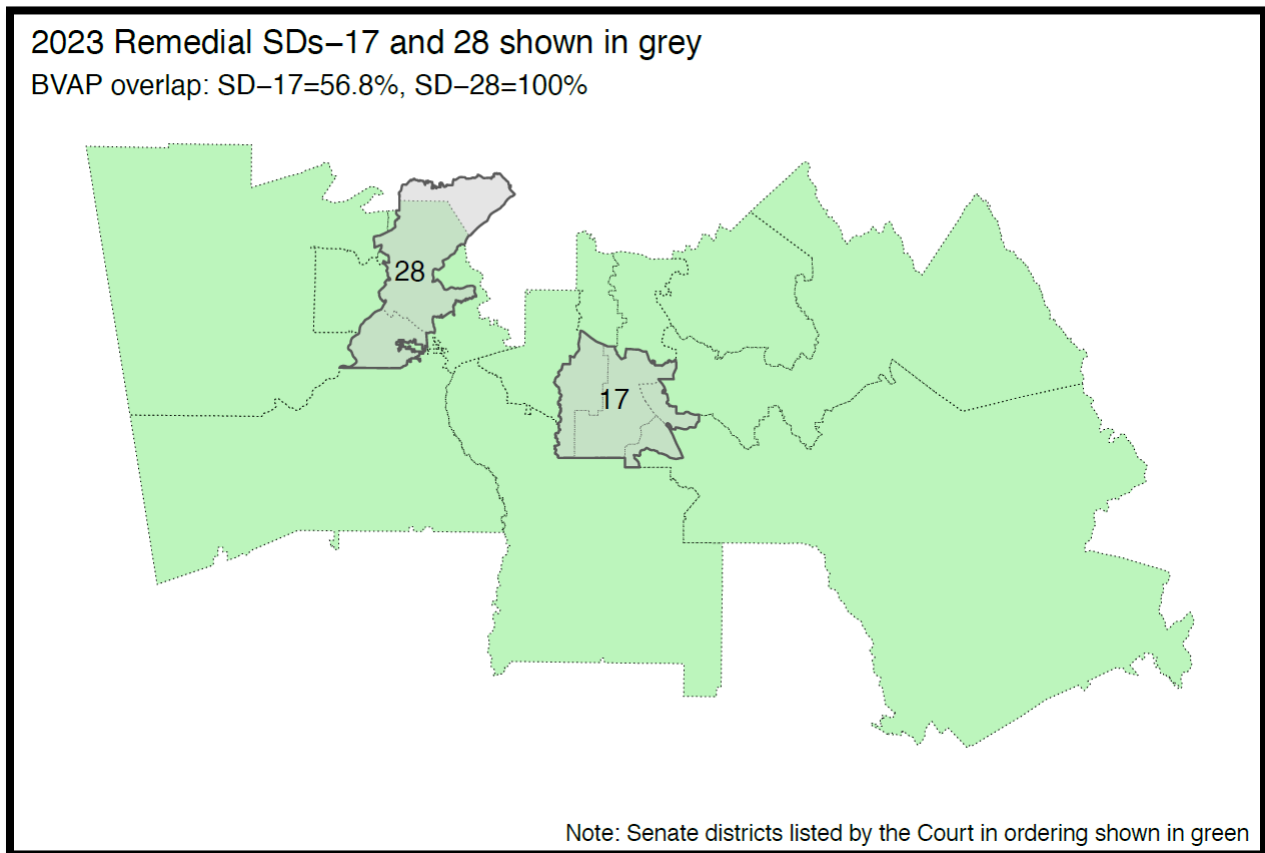 2023 Remedial SDs−17 and 28 shown in grey
BVAP overlap: SD−17=56.8%, SD−28=100%
28
17
Note: Senate districts listed by the Court in ordering shown in green